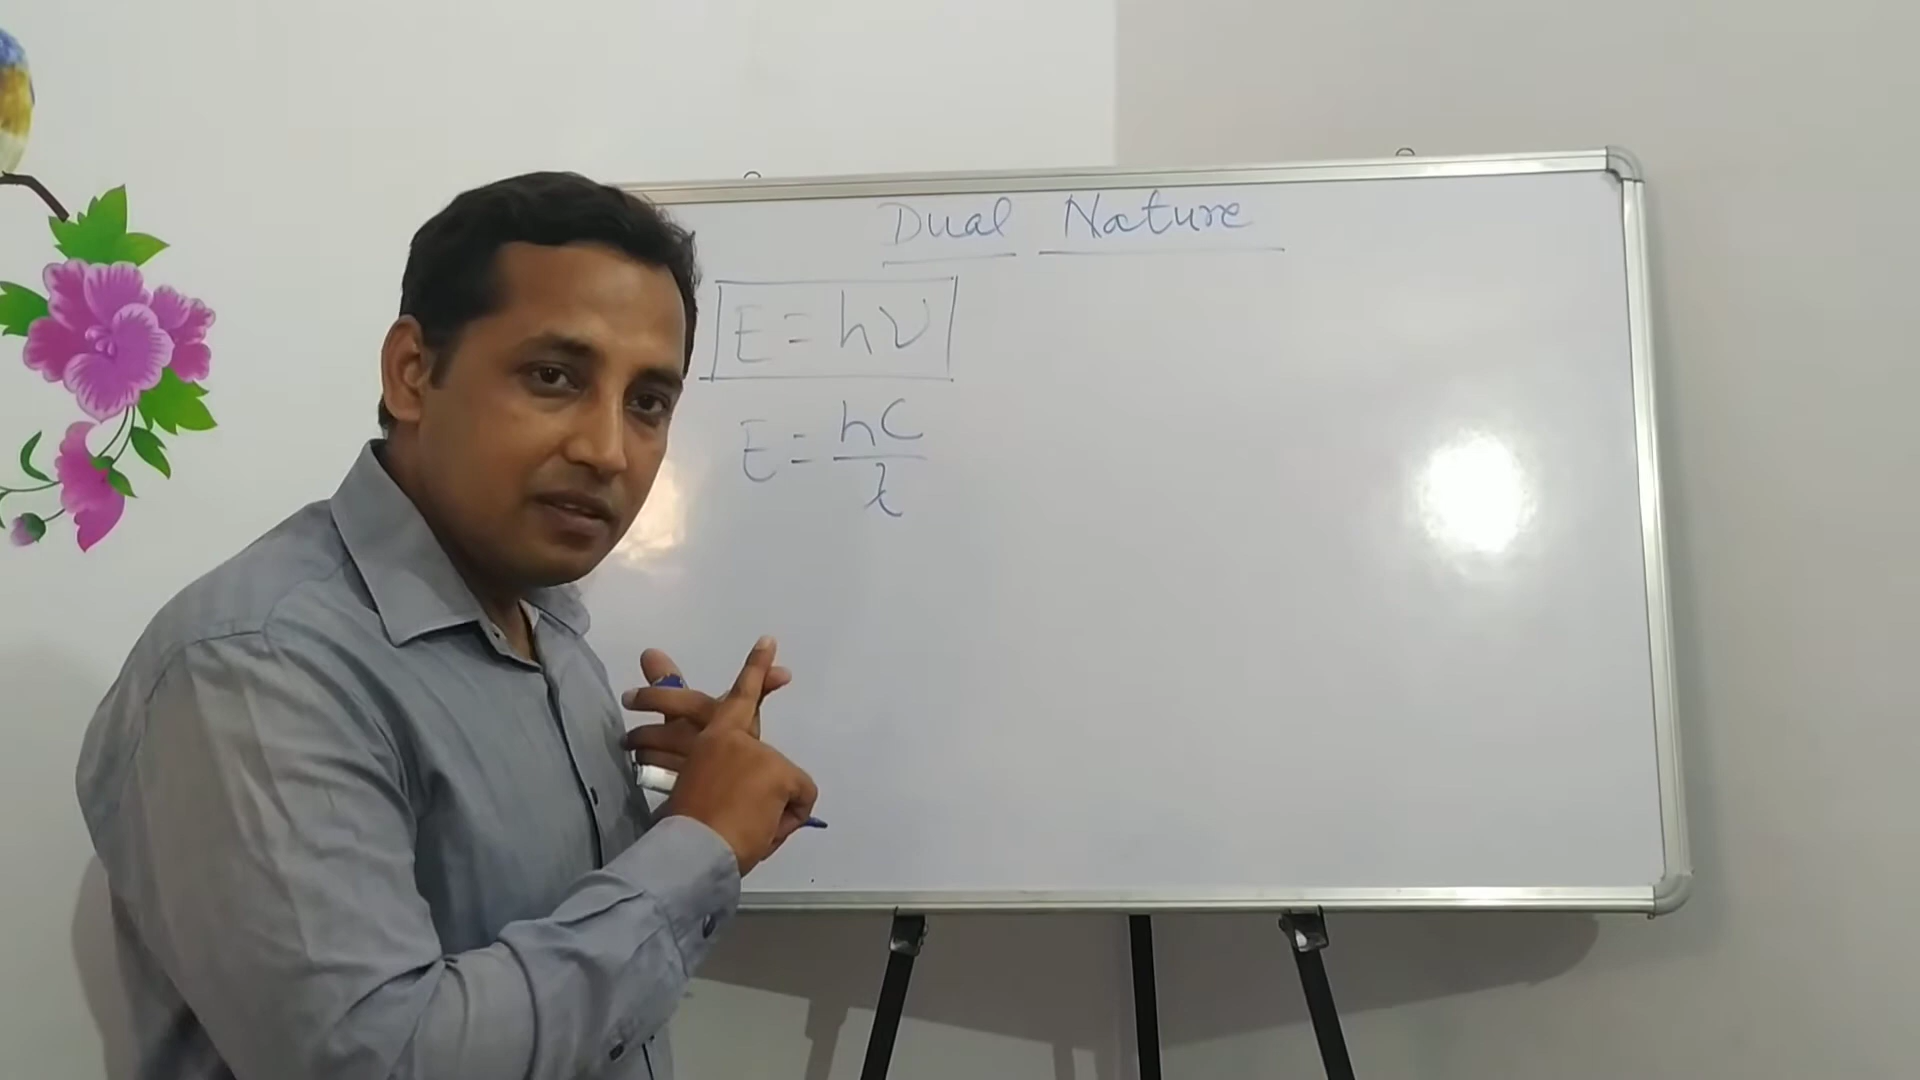 Dual Nature
E = hν
E = hC/λ